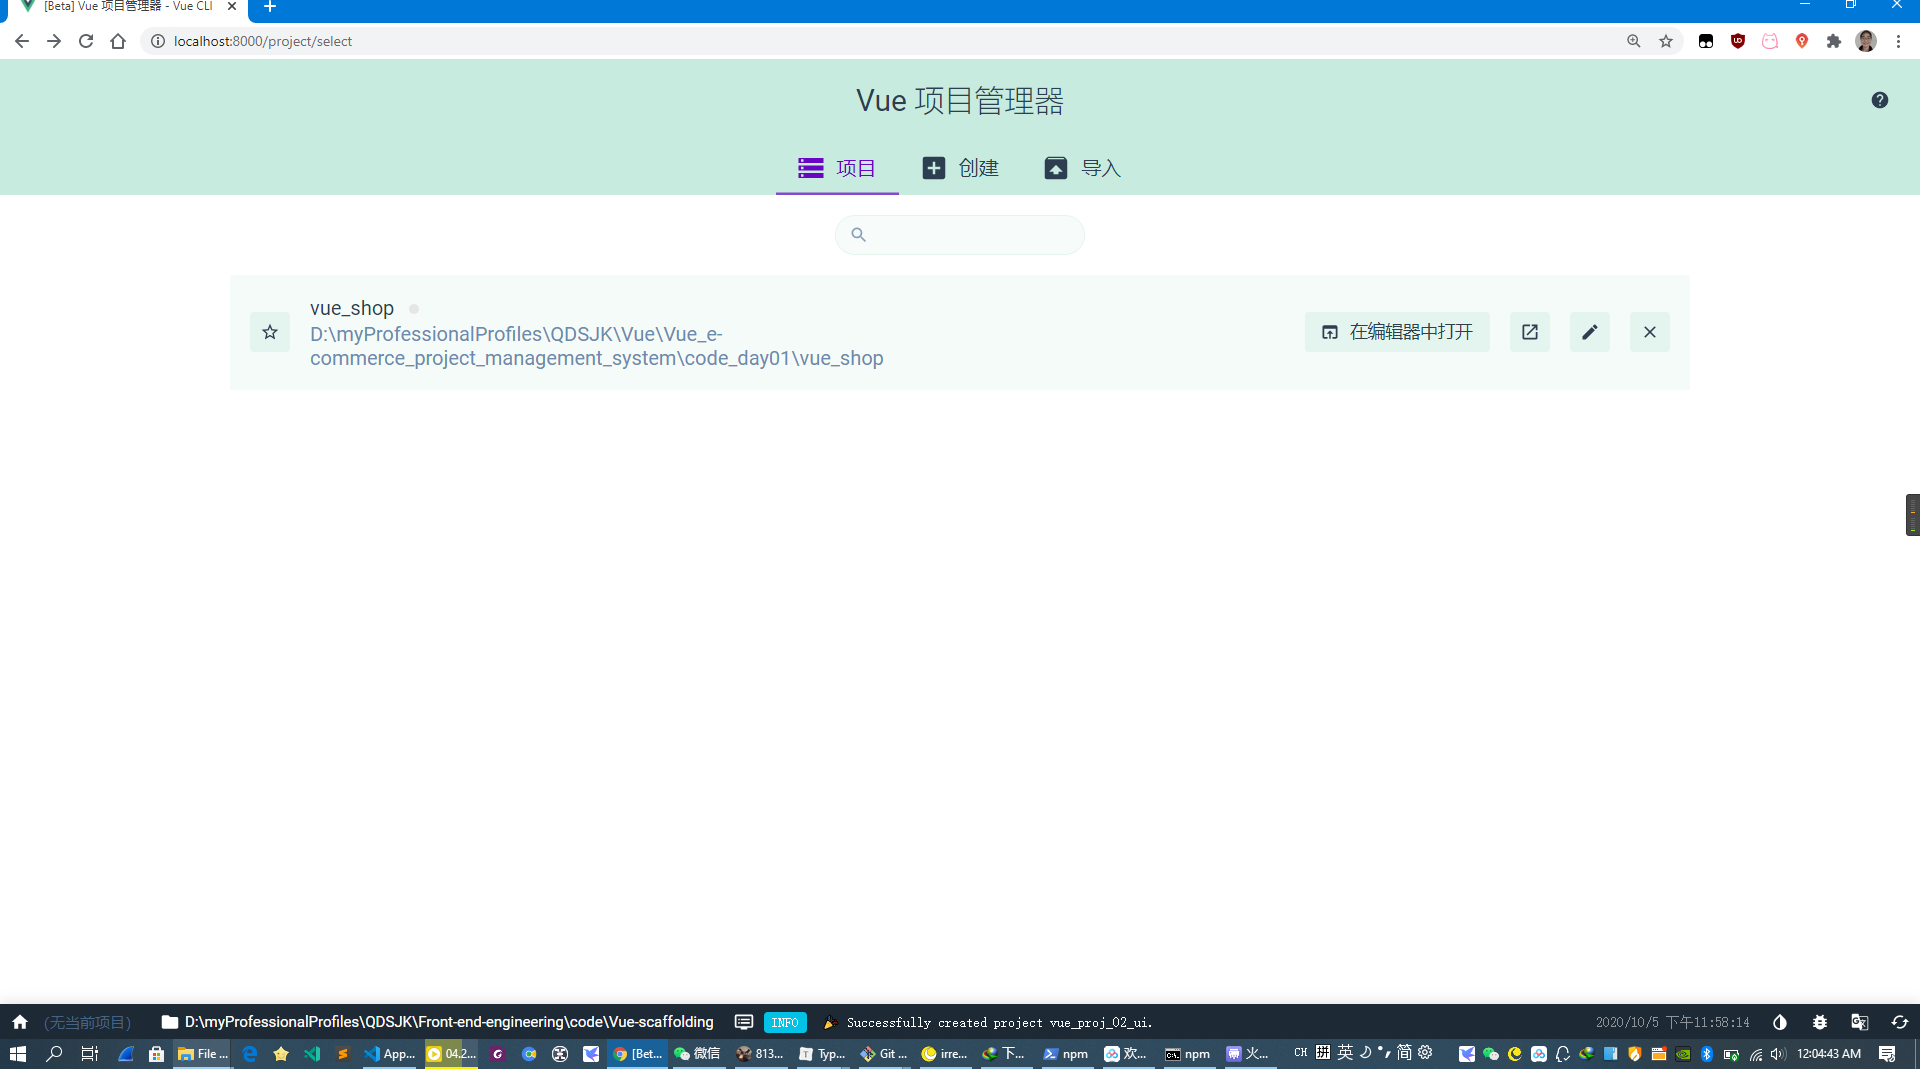 [Beta] Vue 项目管理器 - Vue CLI
localhost:8000/project/select
Vue 项目管理器
项目
创建
导入
vue_shop
D:\myProfessionalProfiles\QDSJK\Vue\Vue_e-
commerce_project_management_system\code_day01\vue_shop
在编辑器中打开
(无当前项目)
D:\myProfessionalProfiles\QDSJK\Front-end-engineering\code\Vue-scaffolding
INFO
Successfully created project vue_proj_02_ui.
2020/10/5 下午11:58:14
File ...
App...
04.2...
[Bet...
微信
813...
Typ...
Git ...
irre...
下...
npm
欢...
npm
火...
CH
拼
英
简
12:04:43 AM